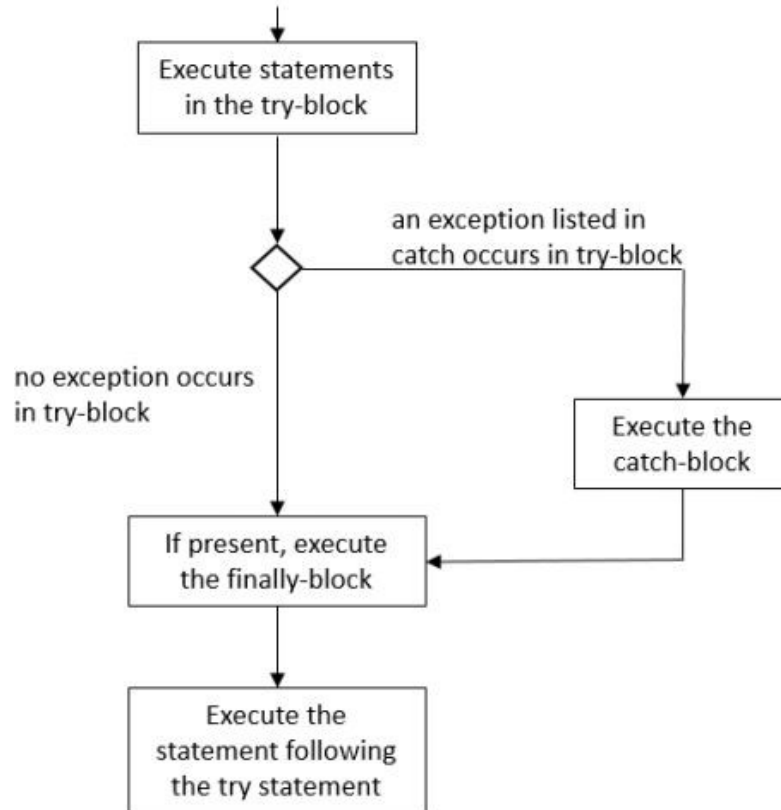 Execute statements
in the try-block
an exception listed in
catch occurs in try-block
no exception occurs
in try-block
Execute the
catch-block
If present, execute
the finally-block
Execute the
statement following
the try statement